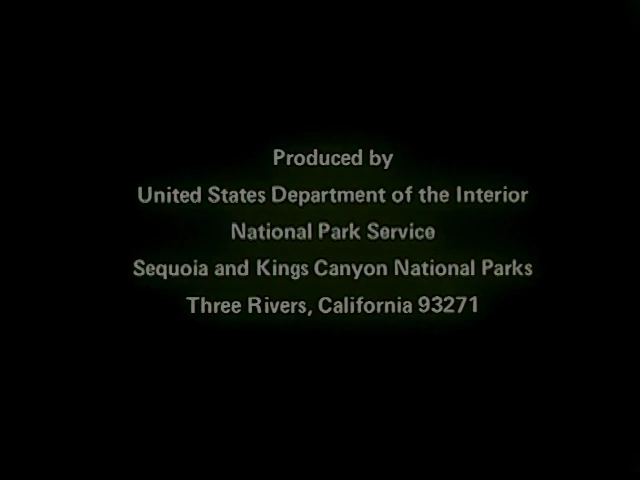 Produced by
United States Department of the Interior
National Park Service
Sequoia and Kings Canyon National Parks
Three Rivers, California 93271